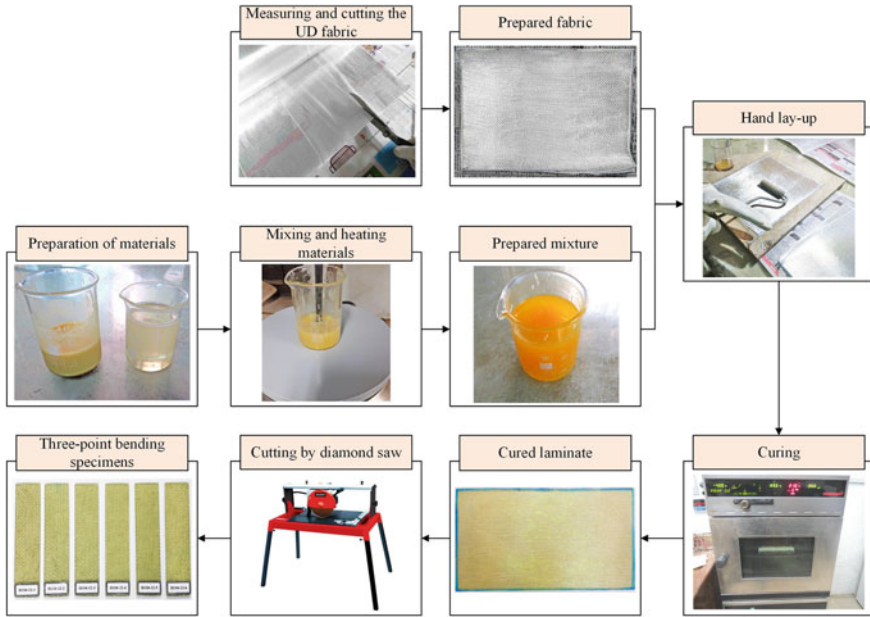 Measuring and cutting the
UD fabric
Prepared fabric
Hand lay-up
Preparation of materials
Mixing and heating
materials
Prepared mixture
Three-point bending
specimens
Cutting by diamond saw
Cured laminate
Curing